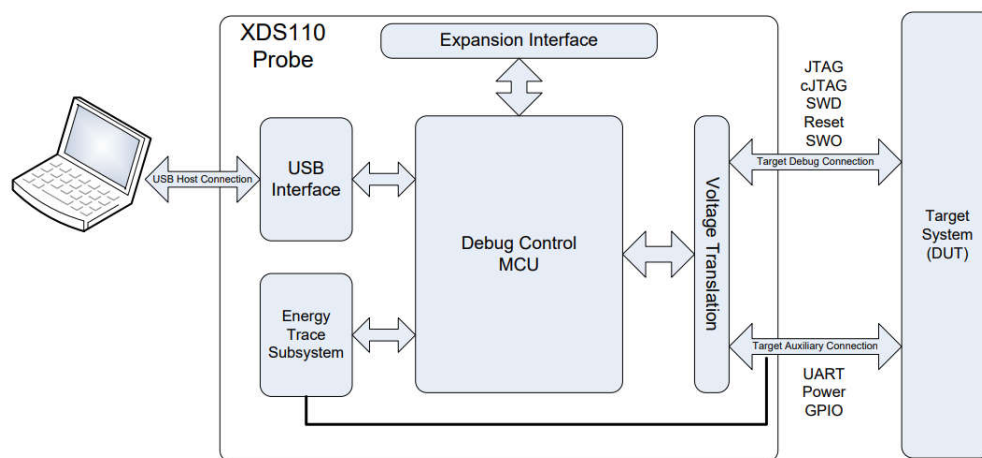 XDS110
Probe
Expansion Interface
USB Host Connection
USB
Interface
Energy
Trace
Subsystem
Debug Control
MCU
Voltage Translation
JTAG
cJTAG
SWD
Reset
SWO
Target Debug Connection
Target Auxiliary Connection
UART
Power
GPIO
Target
System
(DUT)